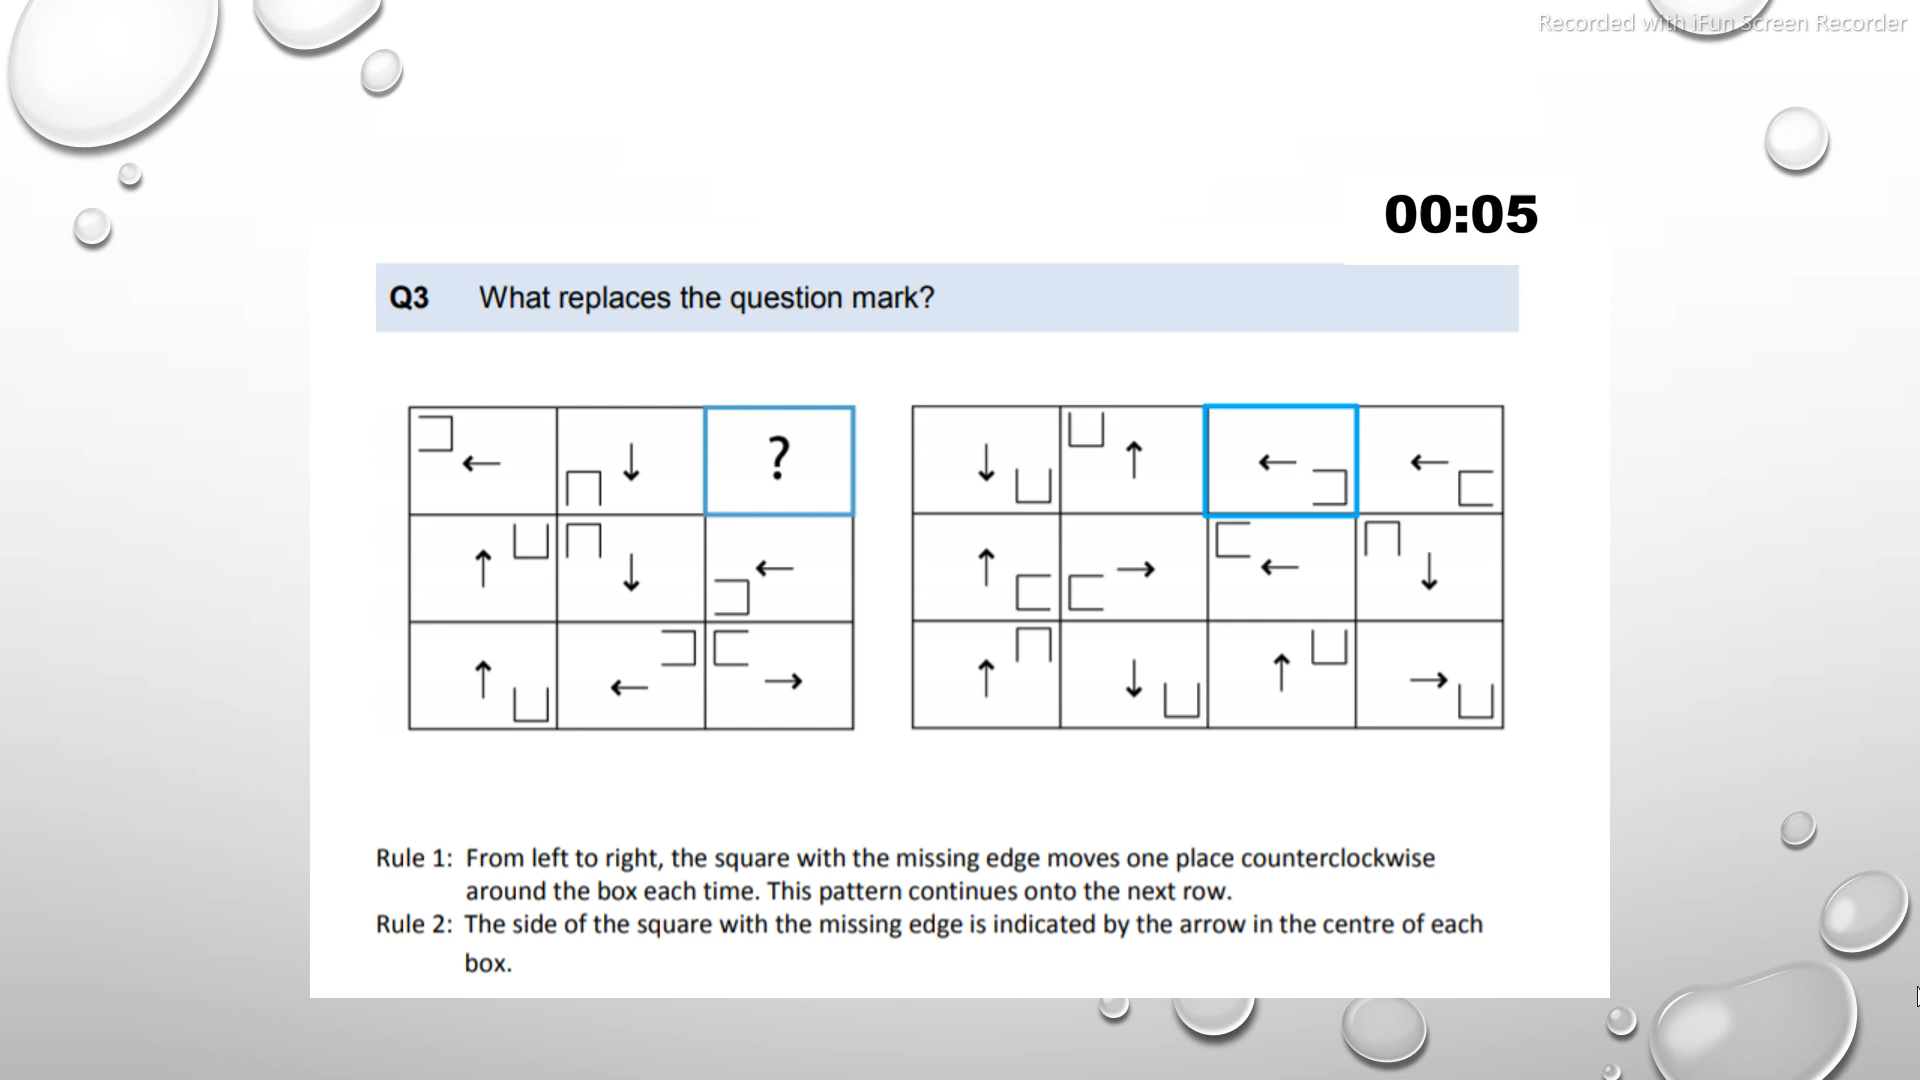 Recorded with iFun Screen Recorder
00:05
Q3 What replaces the question mark?
?
Rule 1: From left to right, the square with the missing edge moves one place counterclockwise
around the box each time. This pattern continues onto the next row.
Rule 2: The side of the square with the missing edge is indicated by the arrow in the centre of each
box.